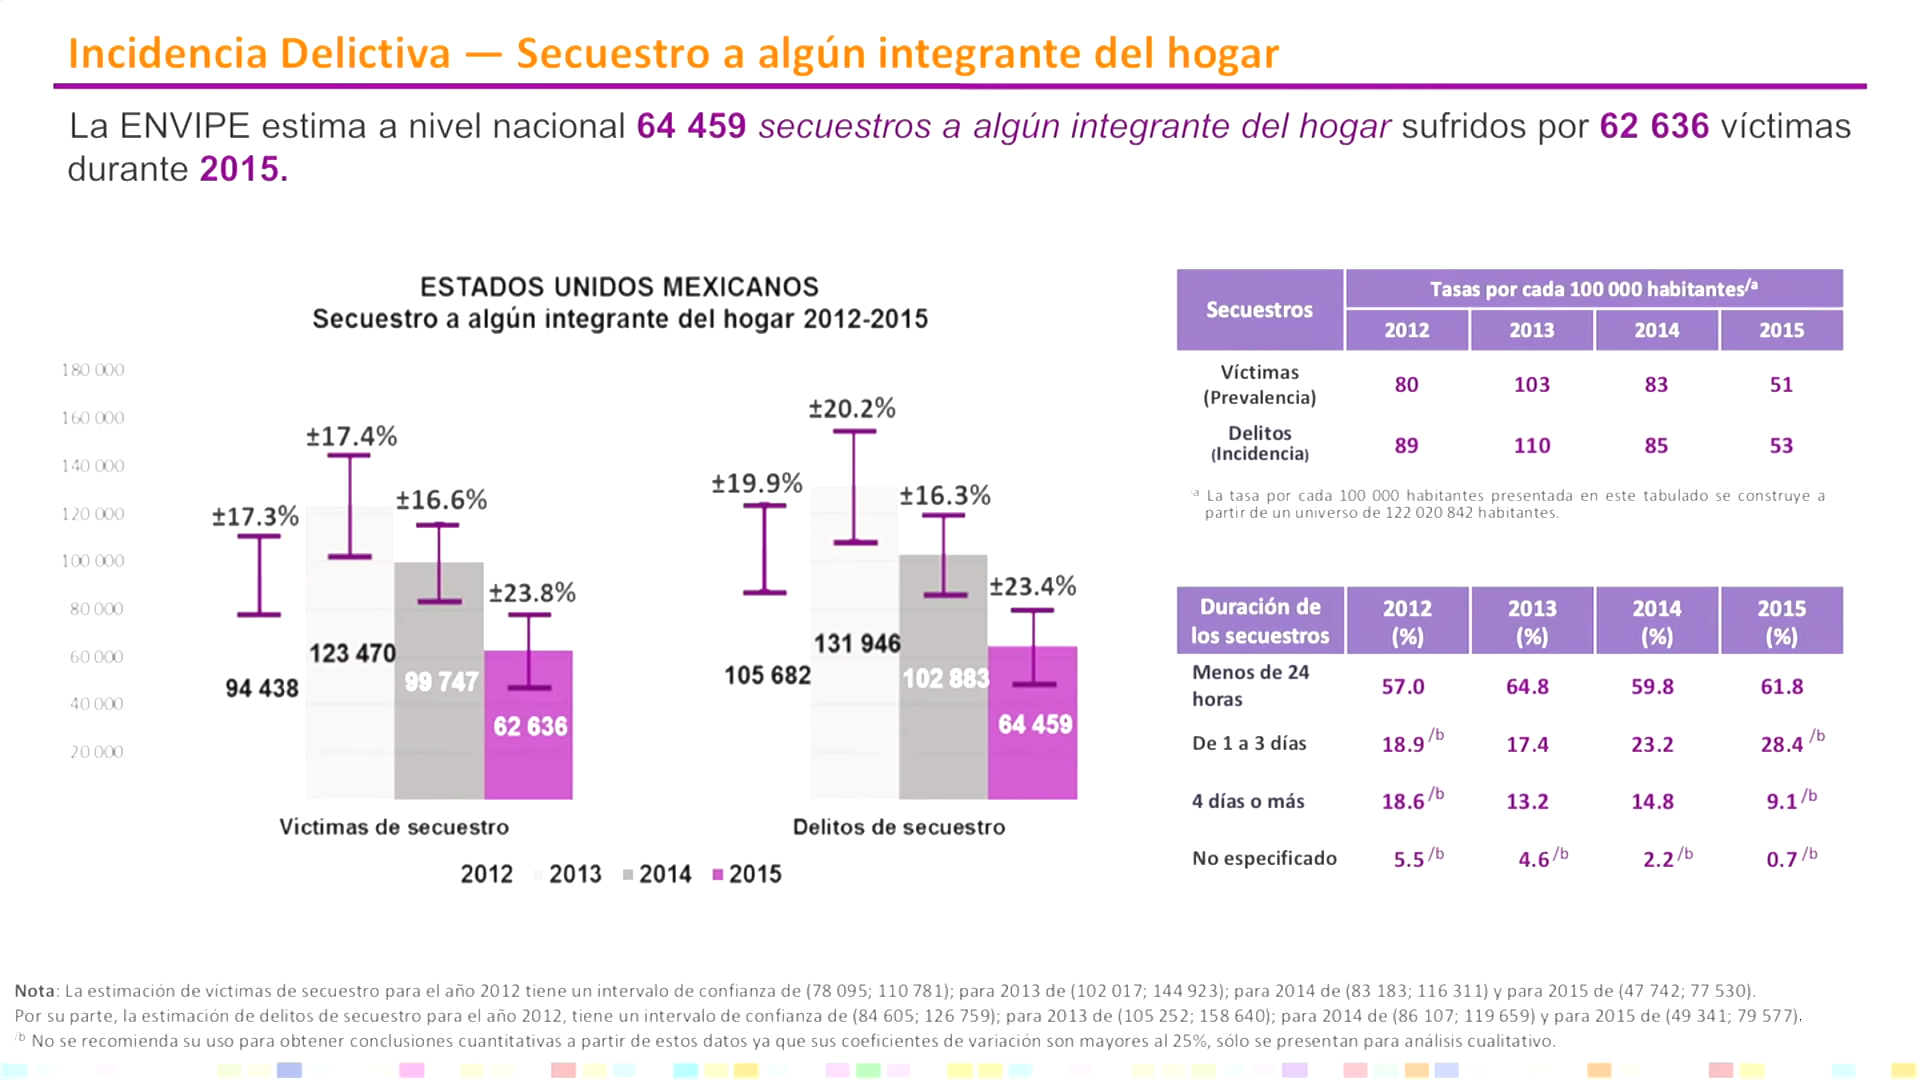 Incidencia Delictiva — Secuestro a algún integrante del hogar
La ENVIPE estima a nivel nacional 64 459 secuestros a algún integrante del hogar sufridos por 62 636 víctimas
durante 2015.
ESTADOS UNIDOS MEXICANOS
Secuestro a algún integrante del hogar 2012-2015
180 000
160 000
140 000
120 000
100 000
80 000
60 000
40 000
20 000
±17.3%
±17.4%
±16.6%
±23.8%
94 438
123 470
99 747
62 636
±19.9%
±20.2%
±16.3%
±23.4%
105 682
131 946
102 883
64 459
Víctimas de secuestro
Delitos de secuestro
2012 2013 2014 2015
Secuestros
Tasas por cada 100 000 habitantes/a
2012 2013 2014 2015
Víctimas
(Prevalencia)
80 103 83 51
Delitos
(Incidencia)
89 110 85 53
/a La tasa por cada 100 000 habitantes presentada en este tabulado se construye a
partir de un universo de 122 020 842 habitantes.
Duración de
los secuestros
2012
(%)
2013
(%)
2014
(%)
2015
(%)
Menos de 24
horas
57.0 64.8 59.8 61.8
De 1 a 3 días 18.9/b 17.4 23.2 28.4/b
4 días o más 18.6/b 13.2 14.8 9.1/b
No especificado 5.5/b 4.6/b 2.2/b 0.7/b
Nota: La estimación de víctimas de secuestro para el año 2012 tiene un intervalo de confianza de (78 095; 110 781); para 2013 de (102 017; 144 923); para 2014 de (83 183; 116 311) y para 2015 de (47 742; 77 530).
Por su parte, la estimación de delitos de secuestro para el año 2012, tiene un intervalo de confianza de (84 605; 126 759); para 2013 de (105 252; 158 640); para 2014 de (86 107; 119 659) y para 2015 de (49 341; 79 577).
/b No se recomienda su uso para obtener conclusiones cuantitativas a partir de estos datos ya que sus coeficientes de variación son mayores al 25%, sólo se presentan para análisis cualitativo.